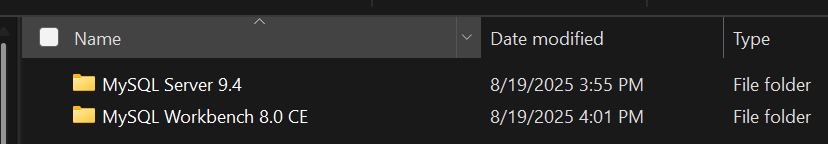 Name Date modified Type
MySQL Server 9.4 8/19/2025 3:55 PM File folder
MySQL Workbench 8.0 CE 8/19/2025 4:01 PM File folder